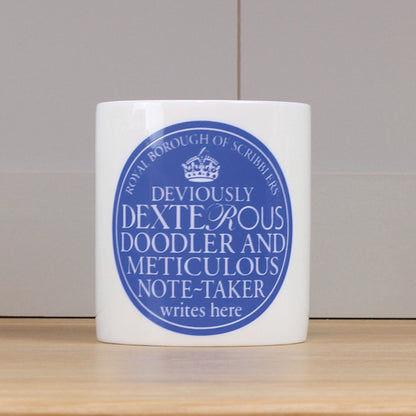 ROYAL BOROUGH OF SCRIBBLERS
DEVIOUSLY
DEXTEROUS
DOODLER AND
METICULOUS
NOTE-TAKER
writes here